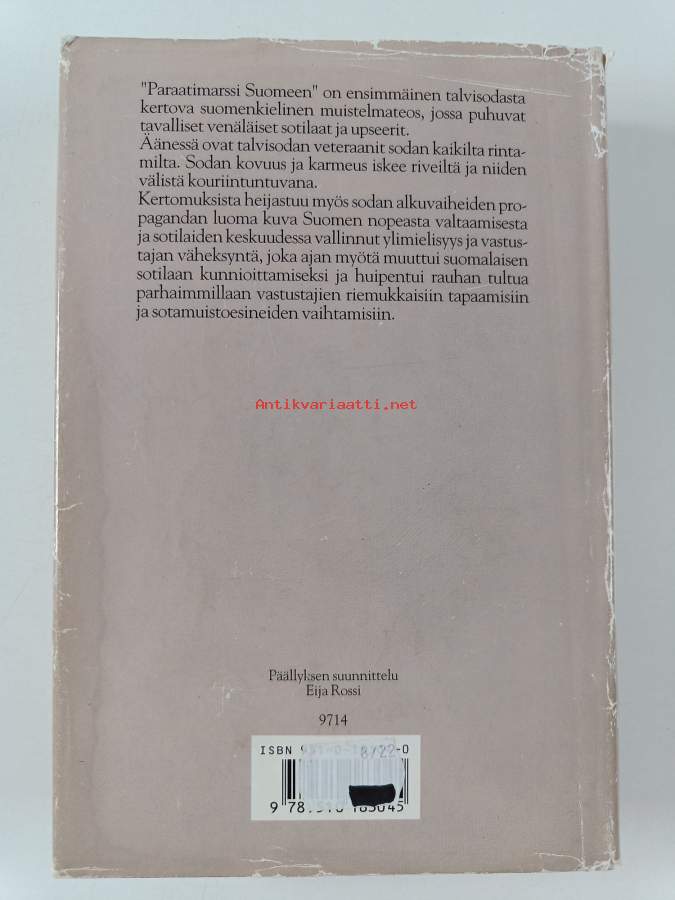 "Paraatimarssi Suomeen" on ensimmäinen talvisodasta
kertova suomenkielinen muistelmateos, jossa puhuvat
tavalliset venäläiset sotilaat ja upseerit.
Äänessä ovat talvisodan veteraanit sodan kaikilta rinta-
milta. Sodan kovuus ja karmeus iskee riveiltä ja niiden
välistä kouriintuntuvana.
Kertomuksista heijastuu myös sodan alkuvaiheiden pro-
pagandan luoma kuva Suomen nopeasta valtaamisesta
ja sotilaiden keskuudessa vallinnut ylimielisyys ja vastus-
tajan väheksyntä, joka ajan myötä muuttui suomalaisen
sotilaan kunnioittamiseksi ja huipentui rauhan tultua
parhaimmillaan vastustajien riemukkaisiin tapaamisiin
ja sotamuistoesineiden vaihtamisiin.
Antikvariaatti.net
Päällyksen suunnittelu
Eija Rossi
9714
ISBN
8/22